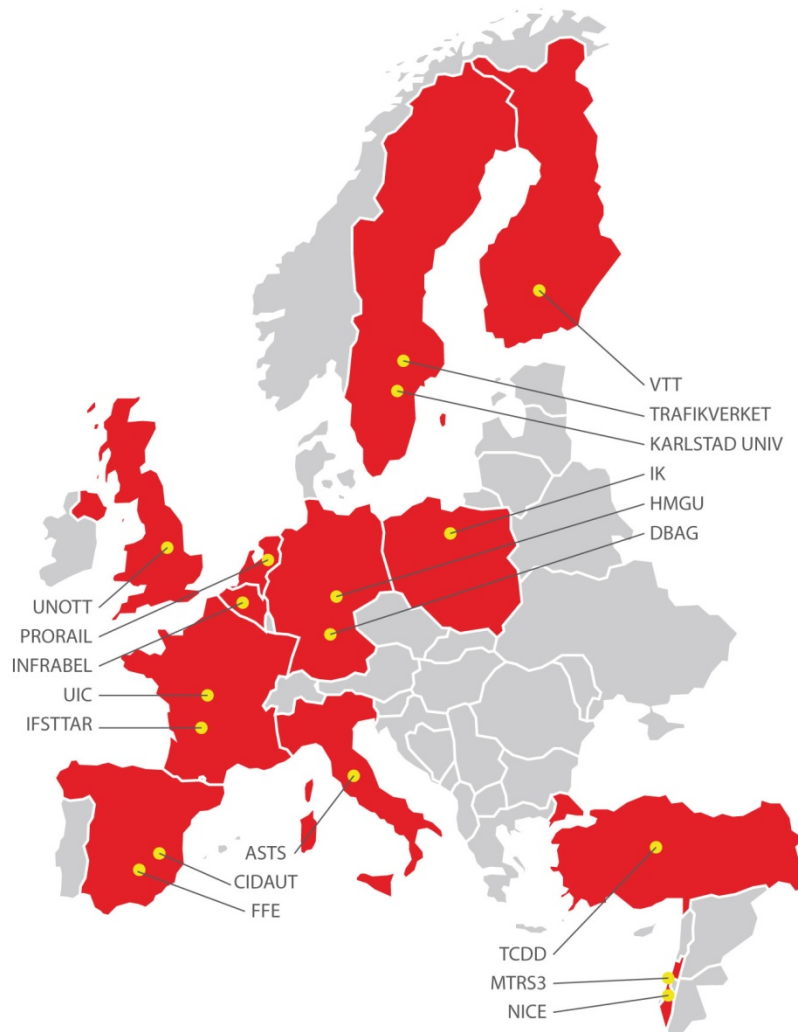 VTT
TRAFIKVERKET
KARLSTAD UNIV
IK
HMGU
DBAG
UNOTT
PRORAIL
INFRABEL
UIC
IFSTTAR
ASTS
CIDAUT
FFE
TCDD
MTRS3
NICE